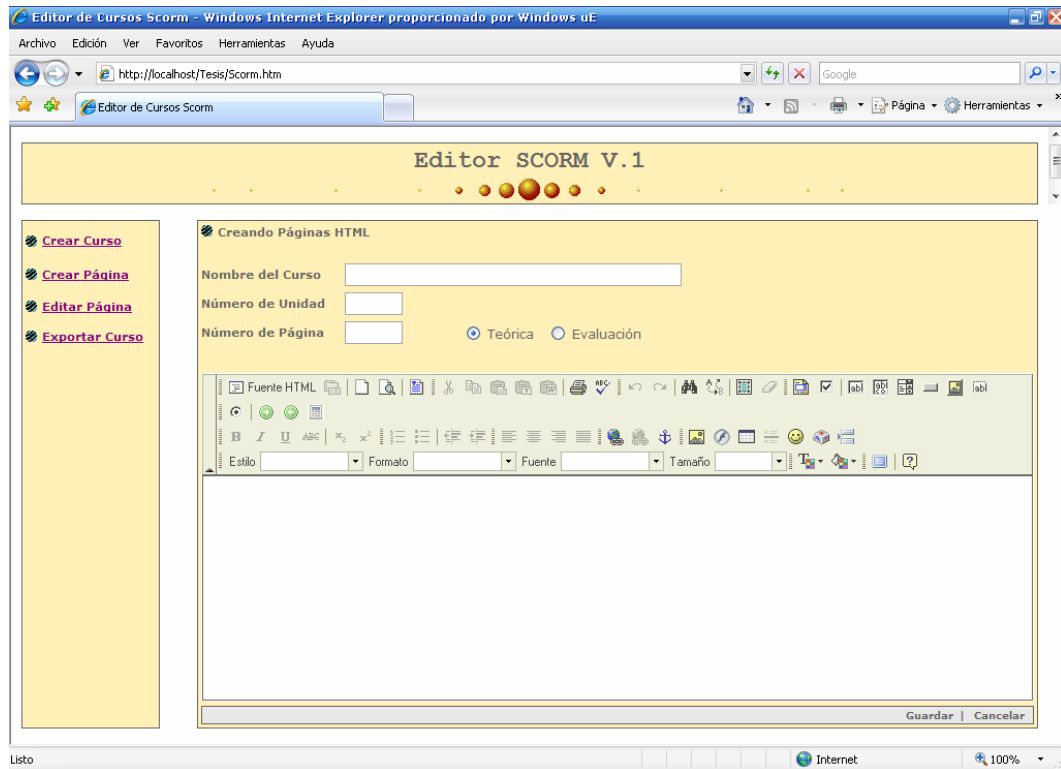 Editor de Cursos Scorm - Windows Internet Explorer proporcionado por Windows uE
Archivo Edición Ver Favoritos Herramientas Ayuda
http://localhost/Tesis/Scorm.htm Google
Editor de Cursos Scorm Página Herramientas »
Editor SCORM V.1
Crear Curso
Crear Página
Editar Página
Exportar Curso
Creando Páginas HTML
Nombre del Curso
Número de Unidad
Número de Página Teórica Evaluación
Fuente HTML
B I U ABC x₂ x²
Estilo Formato Fuente Tamaño
Guardar | Cancelar
Listo Internet 100%